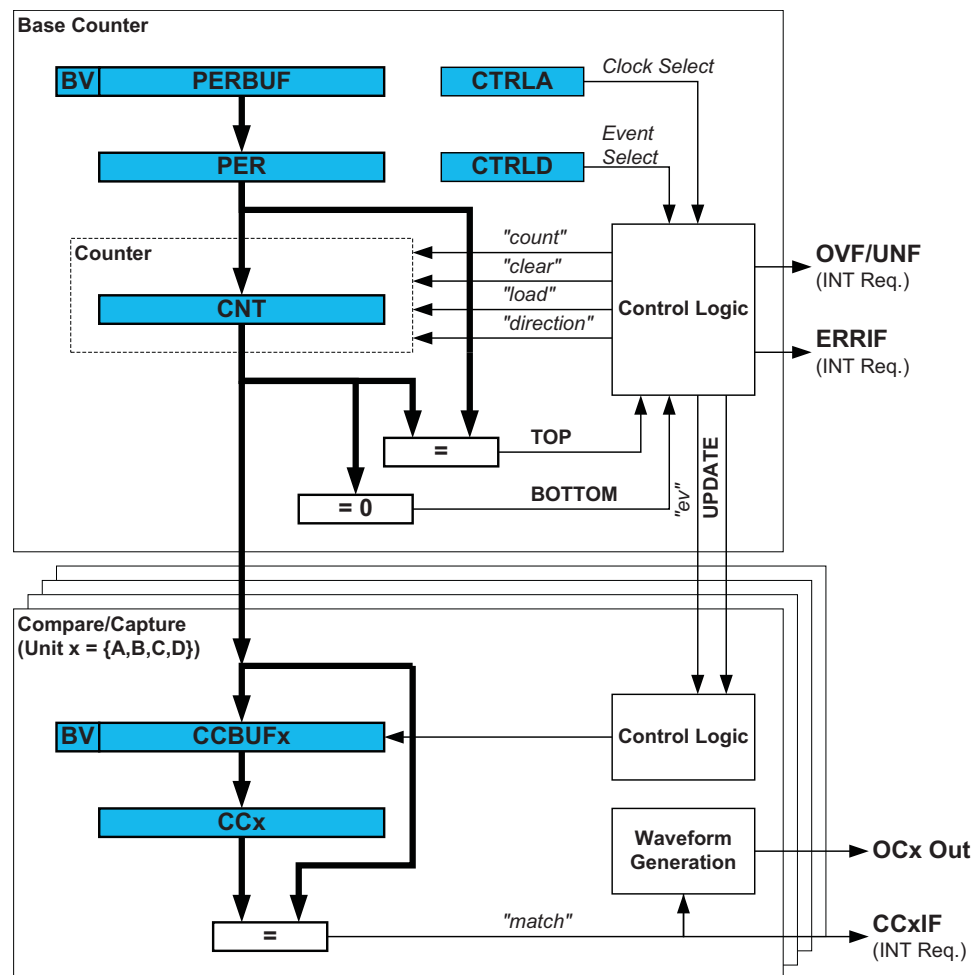 Base Counter
BV
PERBUF
CTRLA
Clock Select
PER
CTRLD
Event
Select
Counter
CNT
"count"
"clear"
"load"
"direction"
Control Logic
OVF/UNF
(INT Req.)
ERRIF
(INT Req.)
=
TOP
= 0
BOTTOM
"ev"
UPDATE
Compare/Capture
(Unit x = {A,B,C,D})
BV
CCBUFx
Control Logic
CCx
Waveform
Generation
OCx Out
=
"match"
CCxIF
(INT Req.)